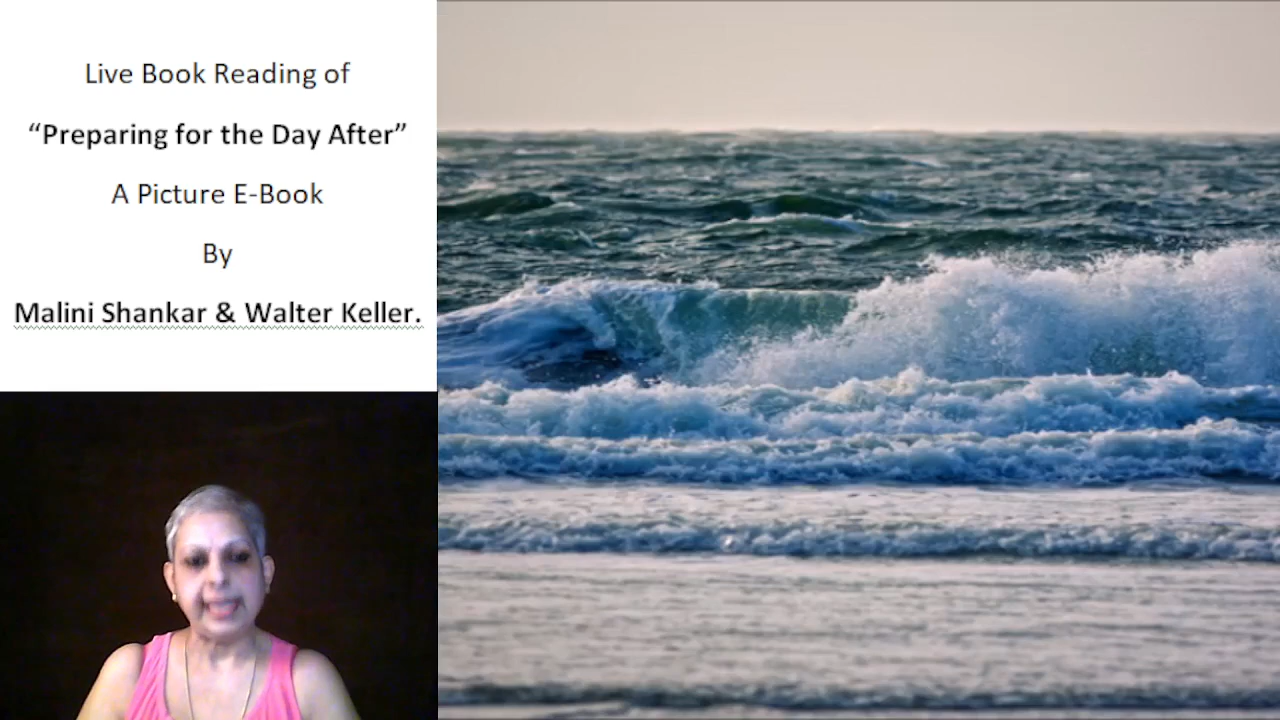 Live Book Reading of
“Preparing for the Day After”
A Picture E-Book
By
Malini Shankar & Walter Keller.